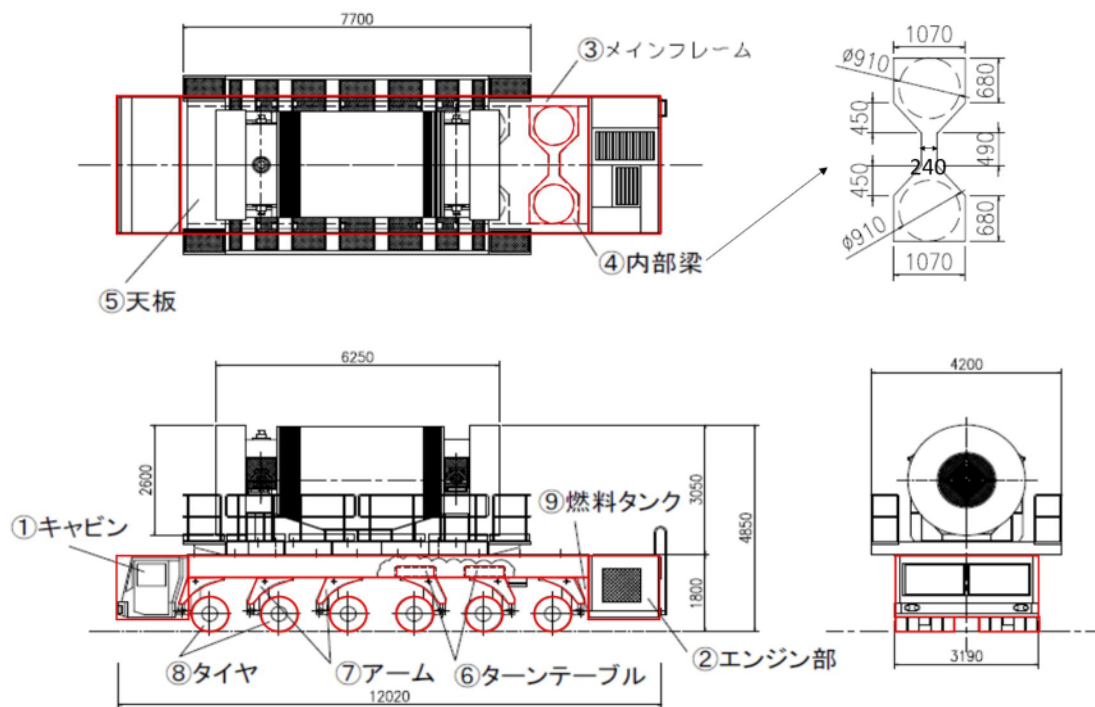 7700
③メインフレーム
④内部梁
⑤天板
1070
ø910
680
450
490
240
450
ø910
680
1070
6250
2600
①キャビン
⑨燃料タンク
3050
4850
1800
⑧タイヤ
⑦アーム
⑥ターンテーブル
②エンジン部
12020
4200
3190